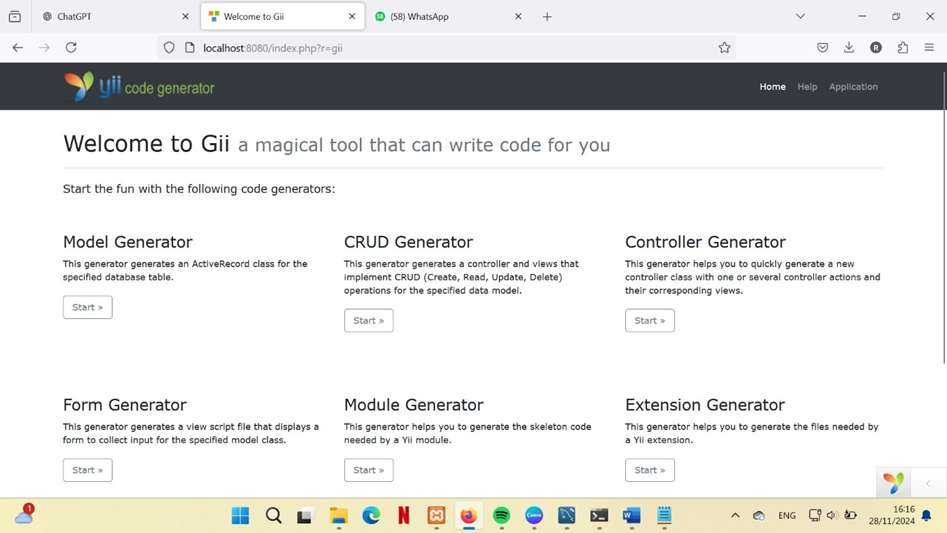 ChatGPT
Welcome to Gii
(58) WhatsApp
localhost:8080/index.php?r=gii
R
yii code generator
Home Help Application
Welcome to Gii a magical tool that can write code for you
Start the fun with the following code generators:
Model Generator
This generator generates an ActiveRecord class for the
specified database table.
Start »
CRUD Generator
This generator generates a controller and views that
implement CRUD (Create, Read, Update, Delete)
operations for the specified data model.
Start »
Controller Generator
This generator helps you to quickly generate a new
controller class with one or several controller actions and
their corresponding views.
Start »
Form Generator
This generator generates a view script file that displays a
form to collect input for the specified model class.
Start »
Module Generator
This generator helps you to generate the skeleton code
needed by a Yii module.
Start »
Extension Generator
This generator helps you to generate the files needed by
a Yii extension.
Start »
1
N
Canva
W
ENG
16:16
28/11/2024